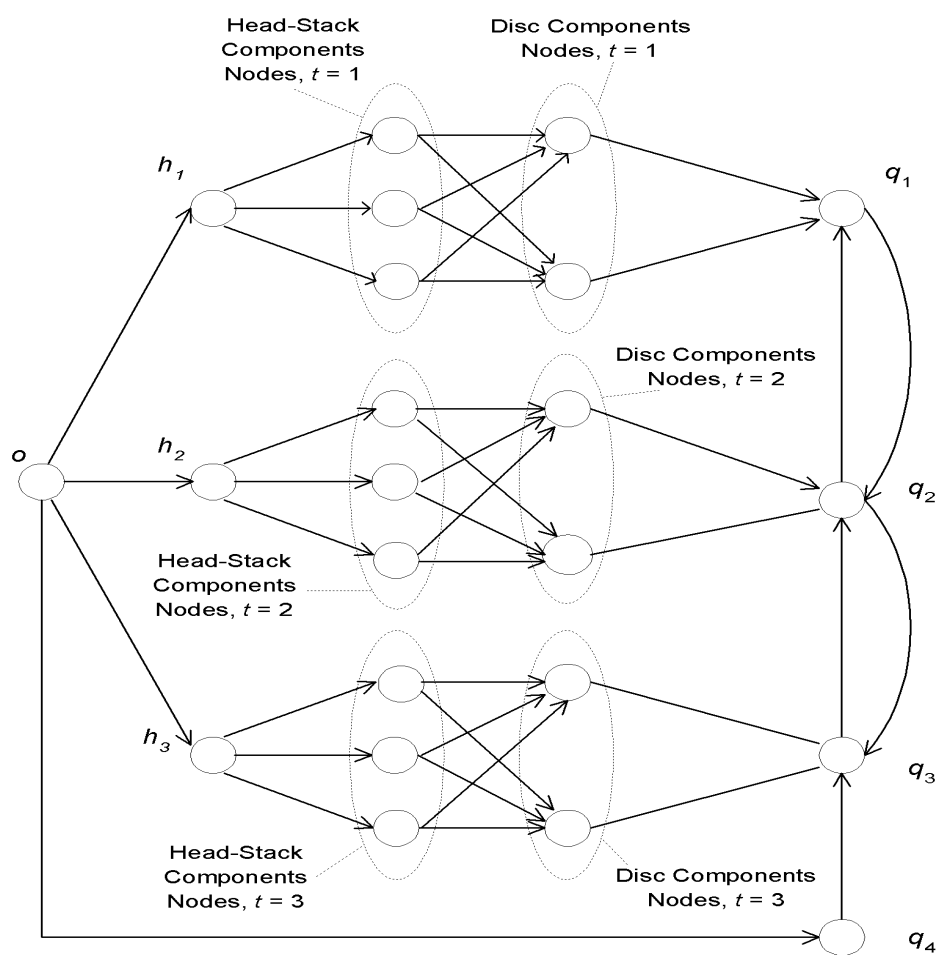 Head-Stack
Components
Nodes, t = 1
Disc Components
Nodes, t = 1
h1
q1
Disc Components
Nodes, t = 2
o
h2
q2
Head-Stack
Components
Nodes, t = 2
h3
q3
Head-Stack
Components
Nodes, t = 3
Disc Components
Nodes, t = 3
q4